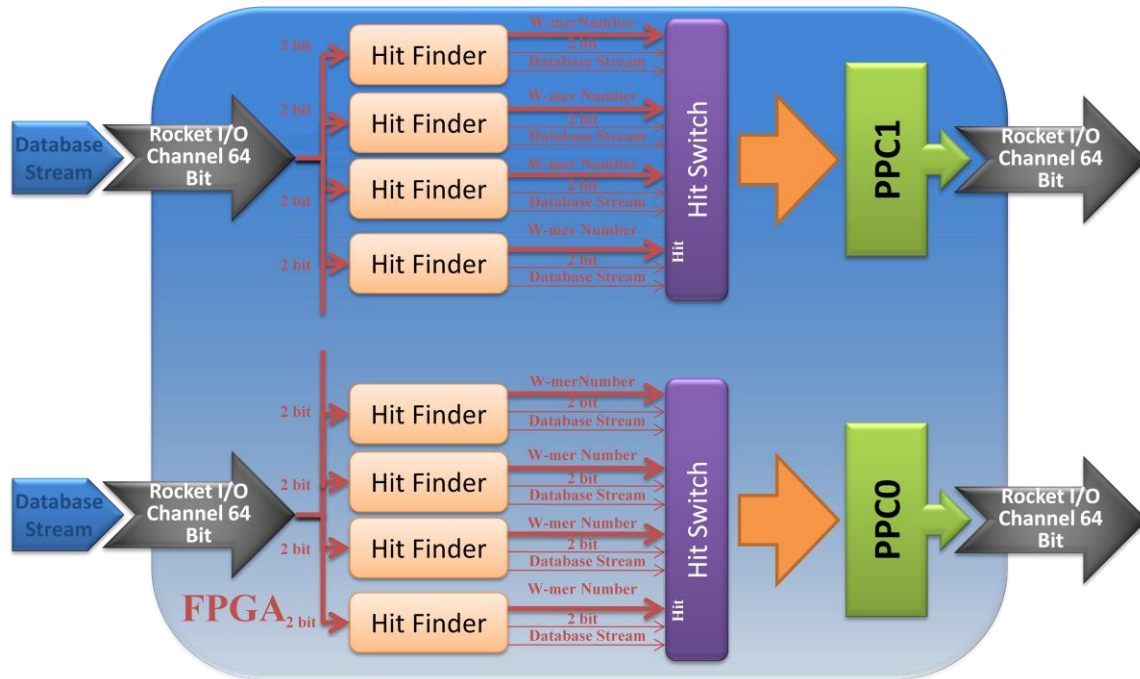 W-merNumber
2 bit
2 bit
Hit Finder
Database Stream
W-mer Number
2 bit
2 bit
Hit Finder
Database Stream
Database
Stream
Rocket I/O
Channel 64
Bit
W-mer Number
2 bit
2 bit
Hit Finder
Database Stream
W-mer Number
2 bit
2 bit
Hit Finder
Database Stream
Hit
Hit Switch
PPC1
Rocket I/O
Channel 64
Bit
W-merNumber
2 bit
2 bit
Hit Finder
Database Stream
W-mer Number
2 bit
2 bit
Hit Finder
Database Stream
Database
Stream
Rocket I/O
Channel 64
Bit
W-mer Number
2 bit
2 bit
Hit Finder
Database Stream
W-mer Number
FPGA
2 bit
2 bit
Hit Finder
Database Stream
Hit
Hit Switch
PPC0
Rocket I/O
Channel 64
Bit